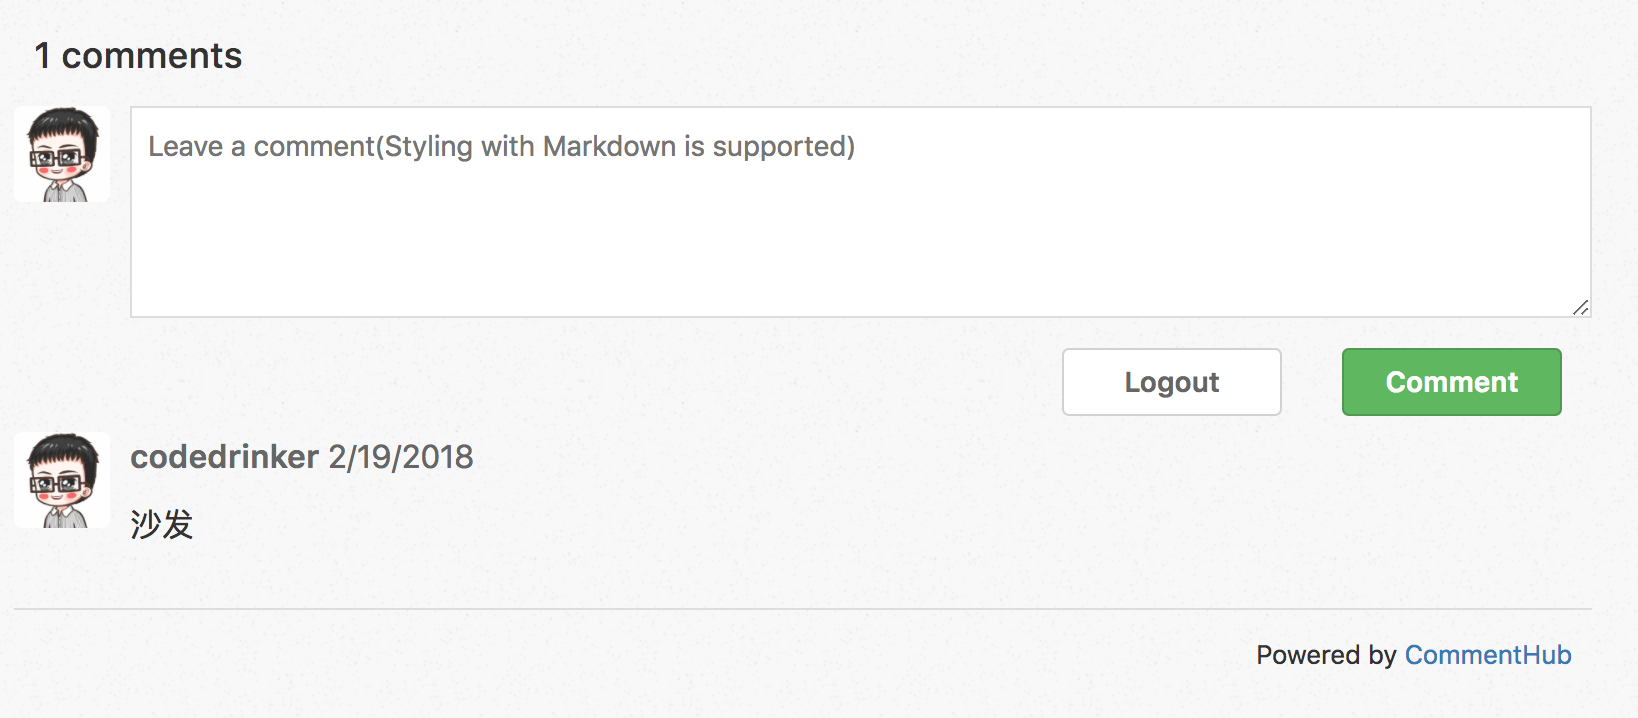 1 comments
Leave a comment(Styling with Markdown is supported)
Logout
Comment
codedrinker 2/19/2018
沙发
Powered by CommentHub